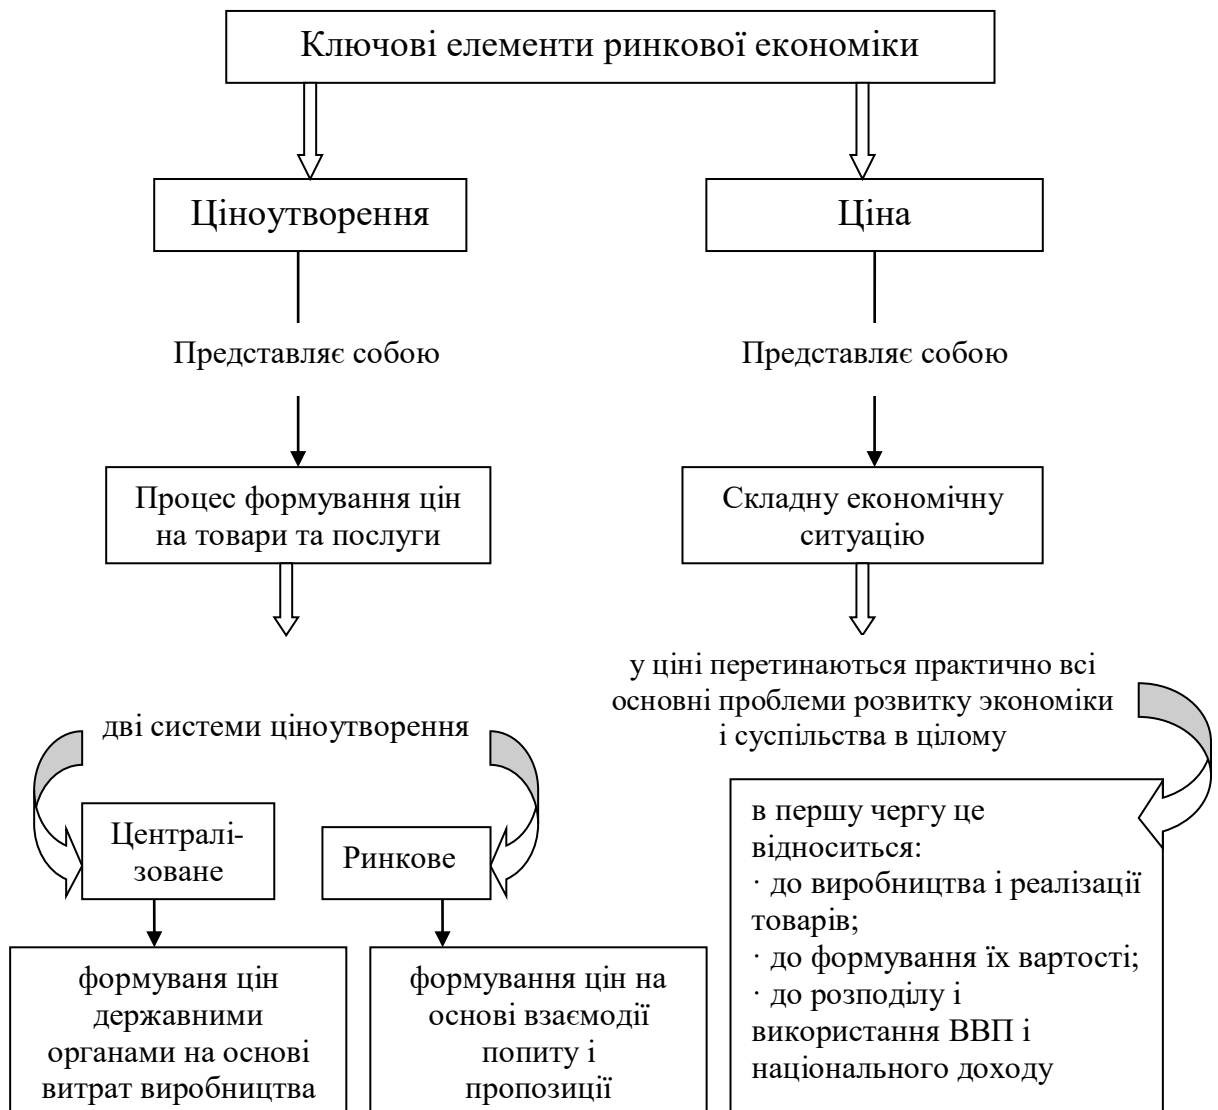 Ключові елементи ринкової економіки
Ціноутворення
Ціна
Представляє собою
Представляє собою
Процес формування цін
на товари та послуги
Складну економічну
ситуацію
у ціні перетинаються практично всі
основні проблеми розвитку экономіки
і суспільства в цілому
дві системи ціноутворення
Централі-
зоване
Ринкове
формуваня цін
державними
органами на основі
витрат виробництва
формування цін на
основі взаємодії
попиту і
пропозиції
в першу чергу це
відноситься:
· до виробництва і реалізації
товарів;
· до формування їх вартості;
· до розподілу і
використання ВВП і
національного доходу